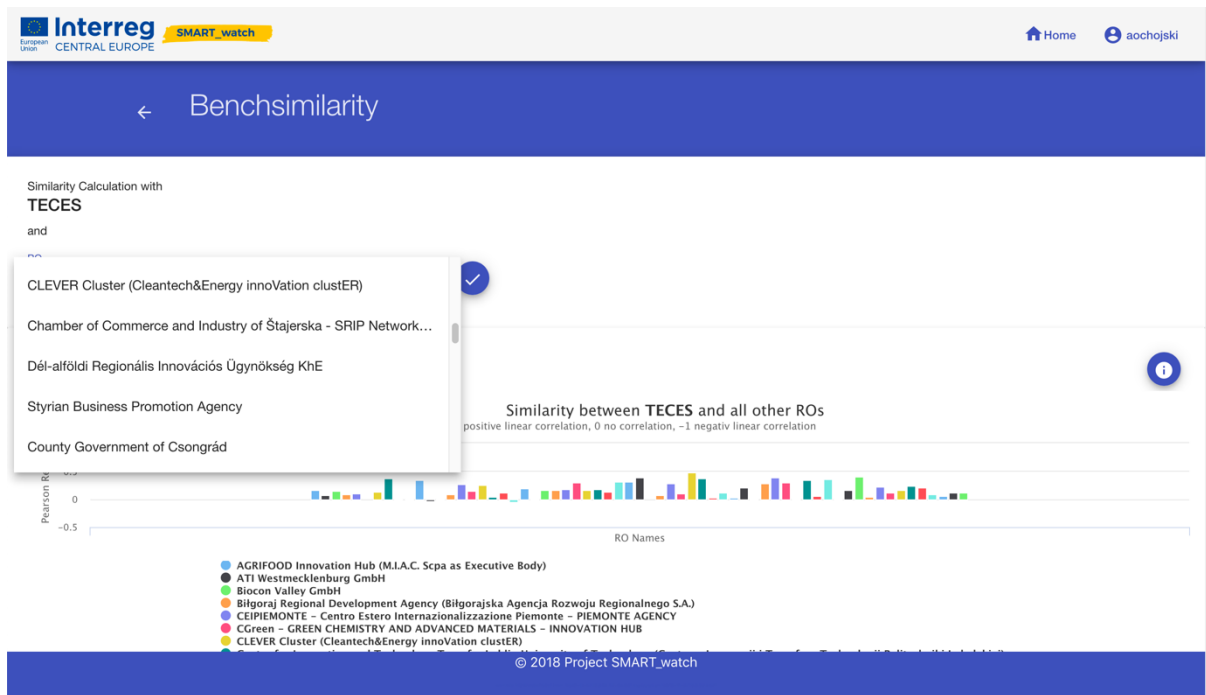 Interreg
European
Union
CENTRAL EUROPE
SMART_watch
Home
aochojski
Benchsimilarity
Similarity Calculation with
TECES
and
CLEVER Cluster (Cleantech&Energy innoVation clustER)
Chamber of Commerce and Industry of Štajerska - SRIP Network...
Dél-alföldi Regionális Innovációs Ügynökség KhE
Styrian Business Promotion Agency
County Government of Csongrád
Similarity between TECES and all other ROs
positive linear correlation, 0 no correlation, -1 negativ linear correlation
Pearson
0
-0.5
RO Names
AGRIFOOD Innovation Hub (M.I.A.C. Scpa as Executive Body)
ATI Westmecklenburg GmbH
Biocon Valley GmbH
Biłgoraj Regional Development Agency (Biłgorajska Agencja Rozwoju Regionalnego S.A.)
CEIPIEMONTE - Centro Estero Internazionalizzazione Piemonte - PIEMONTE AGENCY
CGreen - GREEN CHEMISTRY AND ADVANCED MATERIALS - INNOVATION HUB
CLEVER Cluster (Cleantech&Energy innoVation clustER)
© 2018 Project SMART_watch